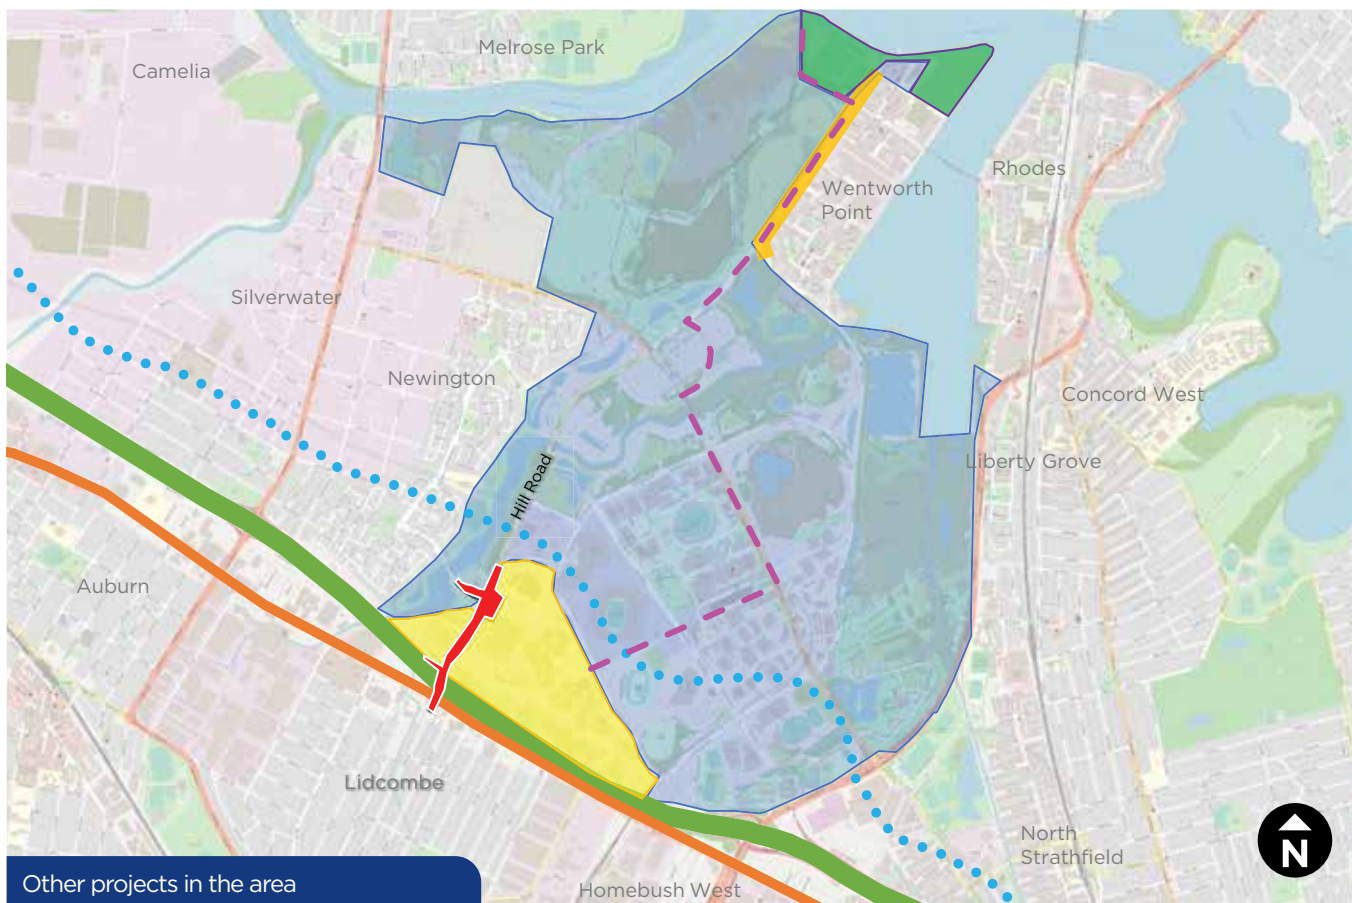 Melrose Park
Camelia
Rhodes
Wentworth
Point
Silverwater
Newington
Concord West
Liberty Grove
Hill Road
Auburn
Lidcombe
North
Strathfield
N
Other projects in the area
Homebush West